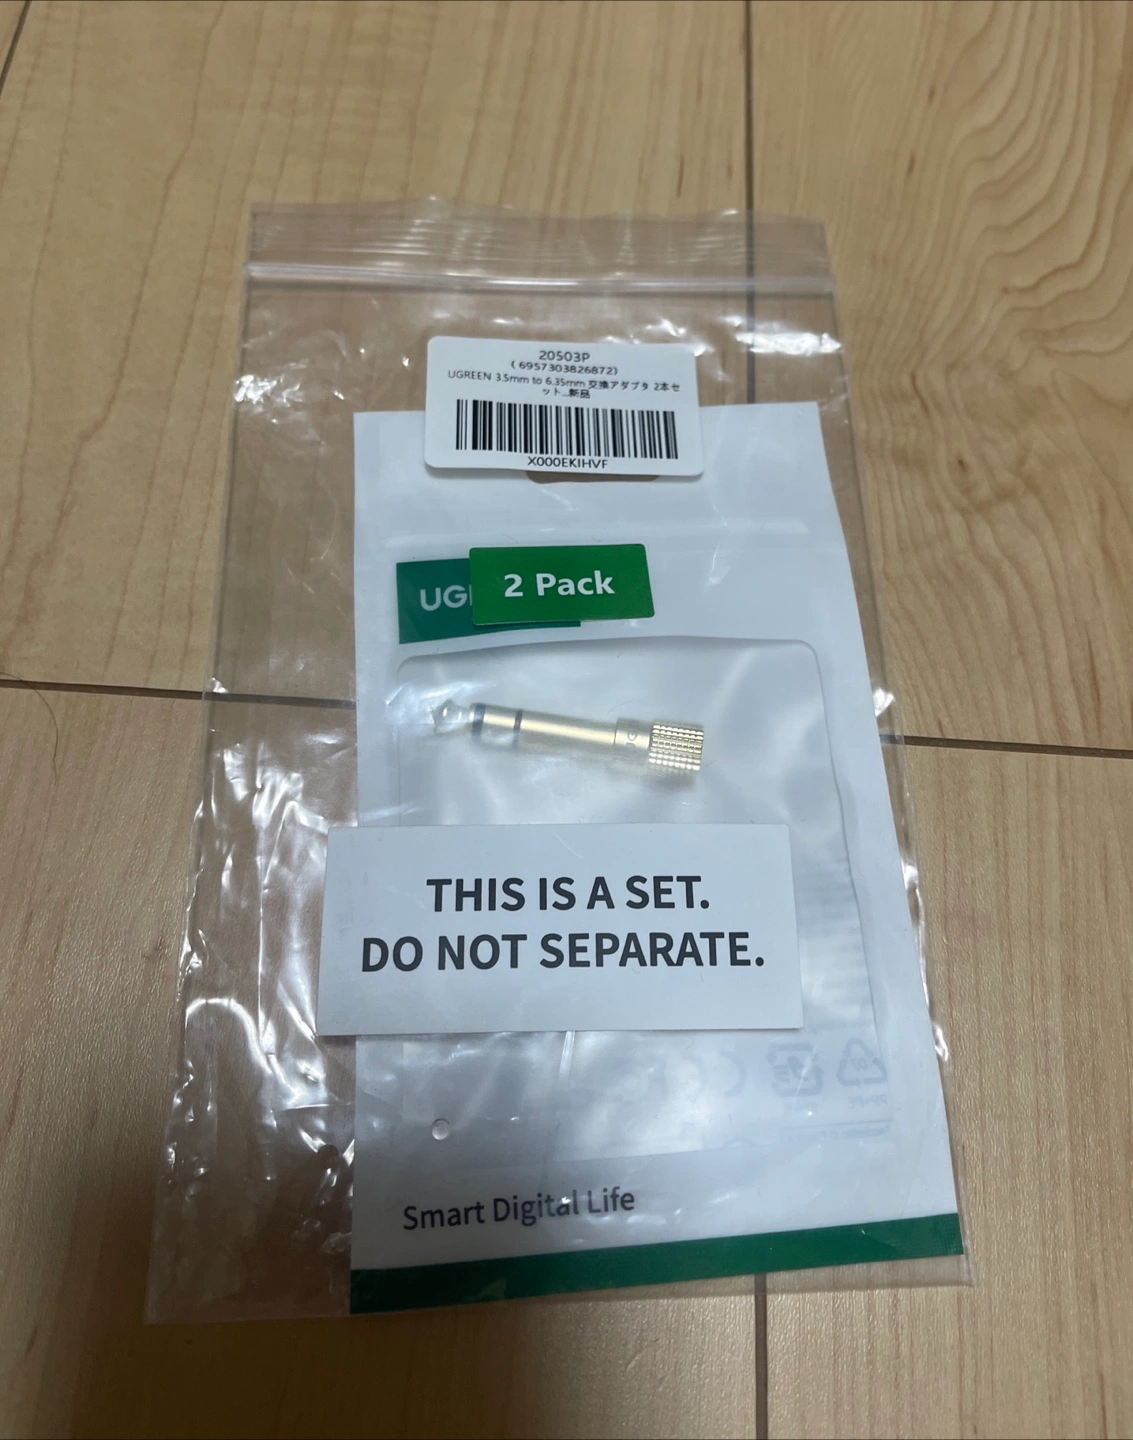 20503P
( 6957303826872)
UGREEN 3.5mm to 6.35mm 交換アダプタ 2本セ
ット...新品
X000EKIHVF
UG
2 Pack
UG
THIS IS A SET.
DO NOT SEPARATE.
Smart Digital Life